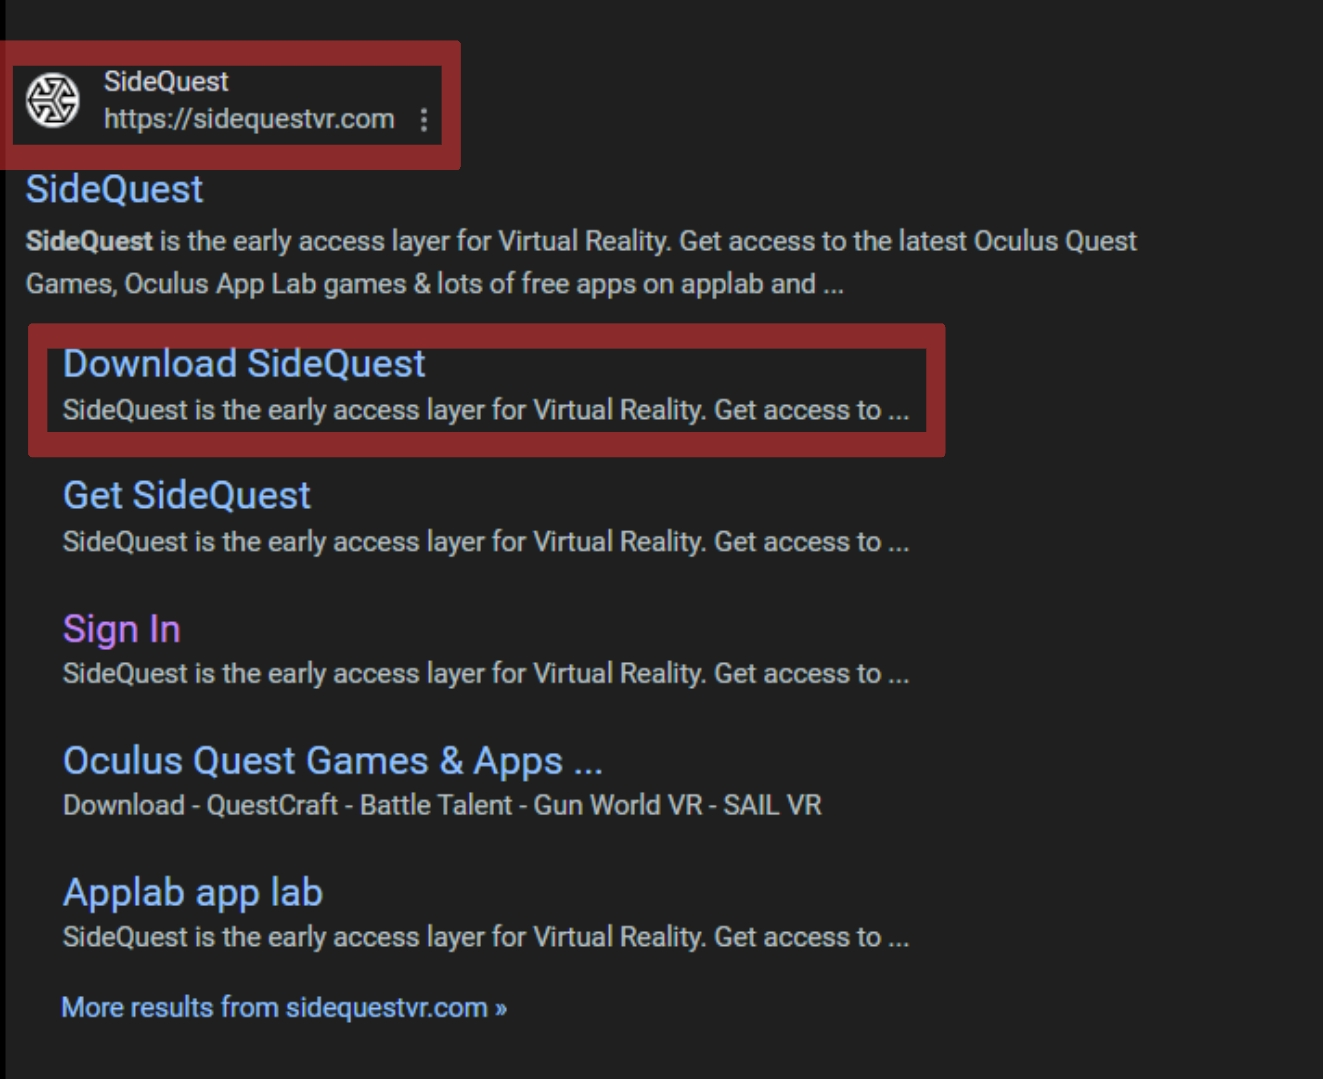 SideQuest
https://sidequestvr.com
SideQuest
SideQuest is the early access layer for Virtual Reality. Get access to the latest Oculus Quest
Games, Oculus App Lab games & lots of free apps on applab and ...
Download SideQuest
SideQuest is the early access layer for Virtual Reality. Get access to ...
Get SideQuest
SideQuest is the early access layer for Virtual Reality. Get access to ...
Sign In
SideQuest is the early access layer for Virtual Reality. Get access to ...
Oculus Quest Games & Apps ...
Download - QuestCraft - Battle Talent - Gun World VR - SAIL VR
Applab app lab
SideQuest is the early access layer for Virtual Reality. Get access to ...
More results from sidequestvr.com »